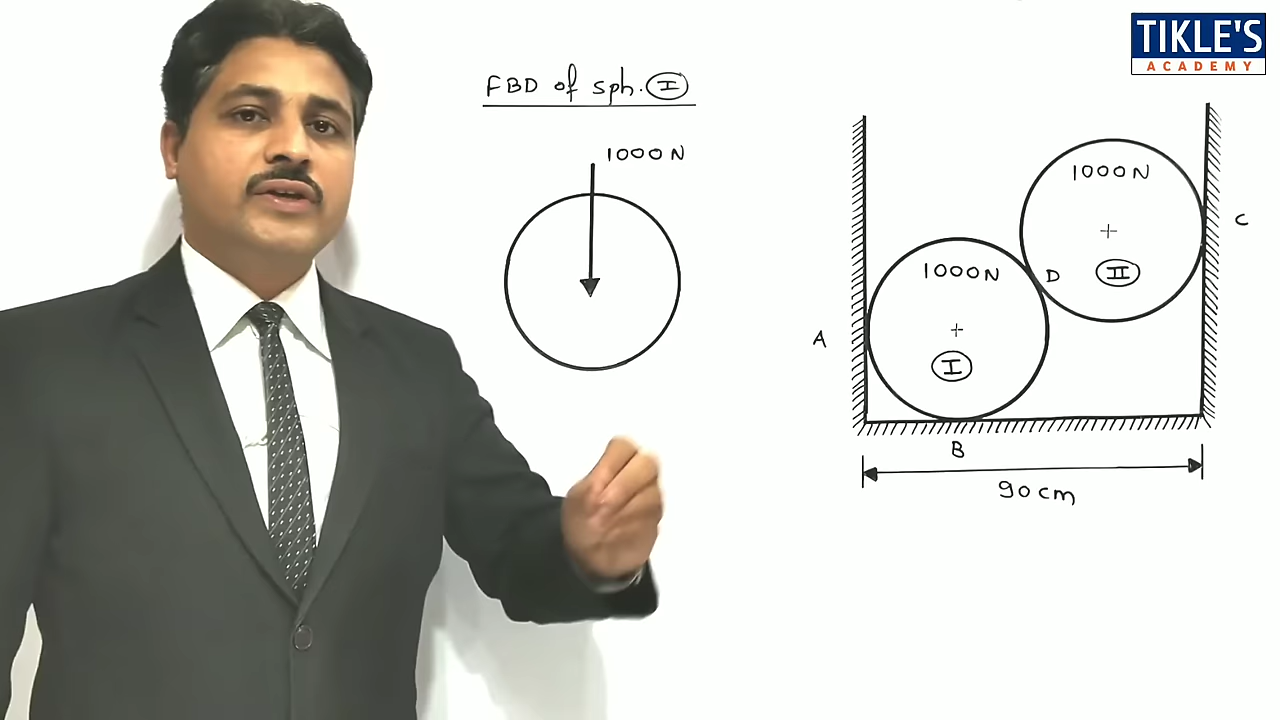 TIKLE'S
ACADEMY
FBD of sph. I
1000 N
1000 N
C
1000 N
D
II
A
I
B
90 cm